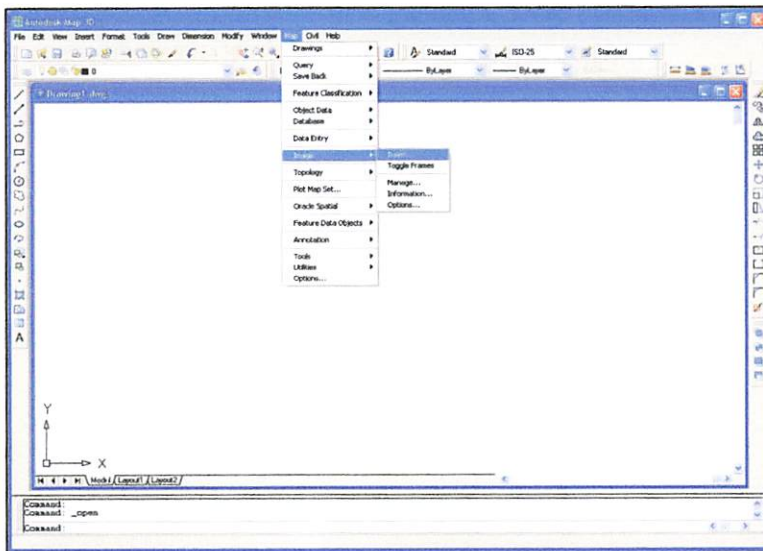 Autodesk Map 3D
File Edit View Insert Format Tools Draw Dimension Modify Window Map Civil Help
Standard ISO-25 Standard
0 ByLayer ByLayer
Drawing1.dwg
Drawings
Query
Save Back
Feature Classification
Object Data
Database
Data Entry
Image
Insert...
Toggle Frames
Manage...
Information...
Options...
Topology
Plot Map Set...
Oracle Spatial
Feature Data Objects
Annotation
Tools
Utilities
Options...
A
Y
X
Model Layout1 Layout2
Command:
Command: _open
Command: